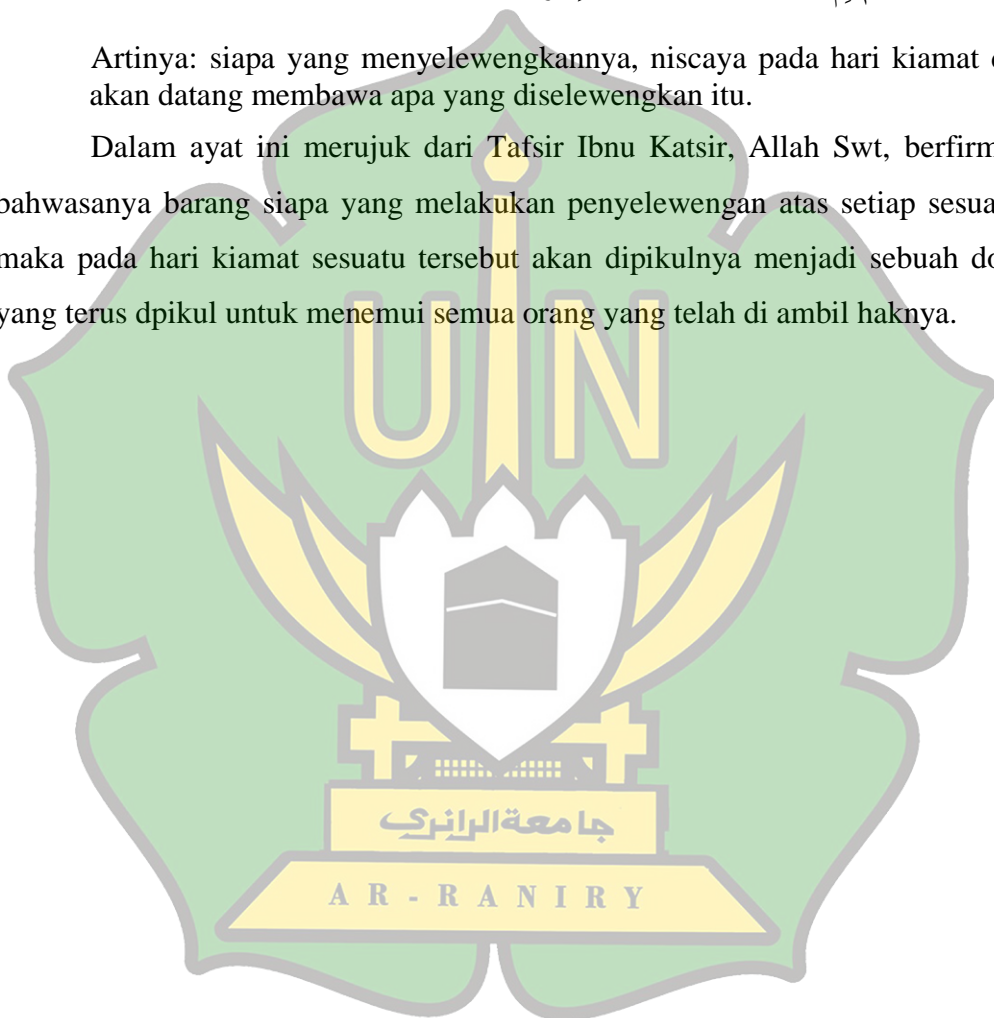 Artinya: siapa yang menyelewengkannya, niscaya pada hari kiamat
akan datang membawa apa yang diselewengkan itu.
Dalam ayat ini merujuk dari Tafsir Ibnu Katsir, Allah Swt, berfirm
bahwasanya barang siapa yang melakukan penyelewengan atas setiap sesua
maka pada hari kiamat sesuatu tersebut akan dipikulnya menjadi sebuah do
yang terus dpikul untuk menemui semua orang yang telah di ambil haknya.
UIN
جامعة الرانري
AR-RANIRY